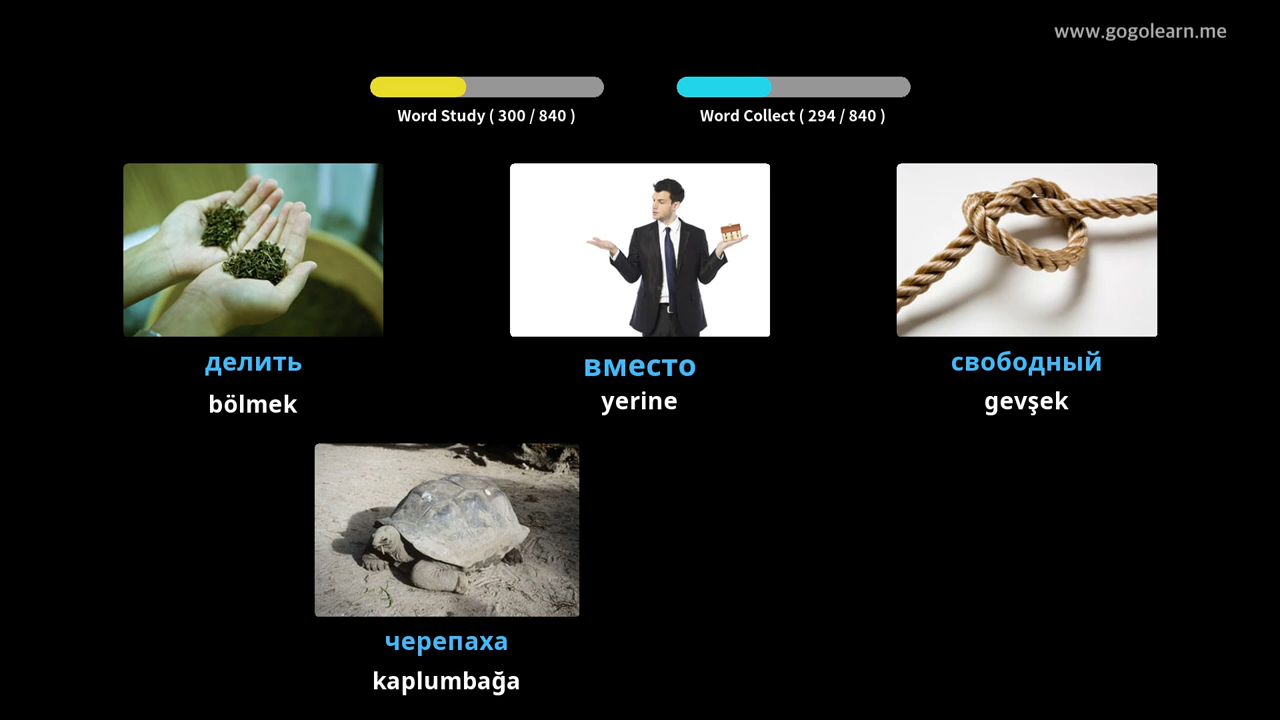 www.gogolearn.me
Word Study ( 300 / 840 )
Word Collect ( 294 / 840 )
делить
вместо
свободный
bölmek
yerine
gevşek
черепаха
kaplumbağa